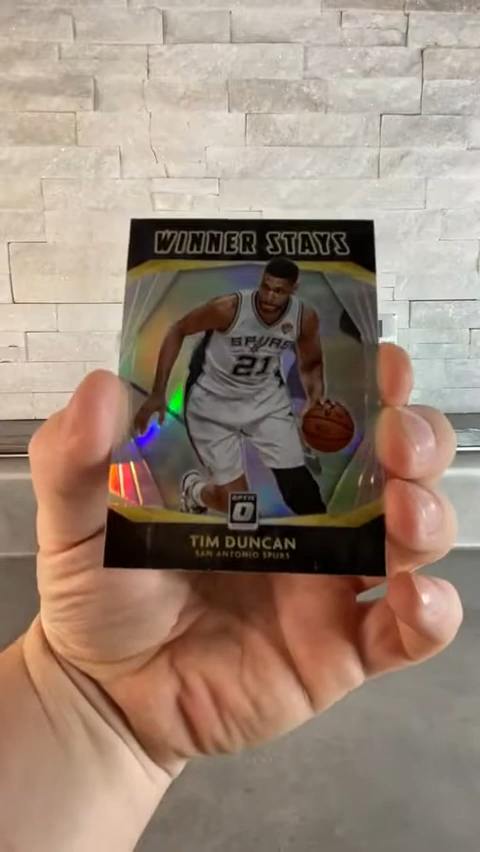 WINNER STAYS
SPURS
21
OPTIC
TIM DUNCAN
SAN ANTONIO SPURS